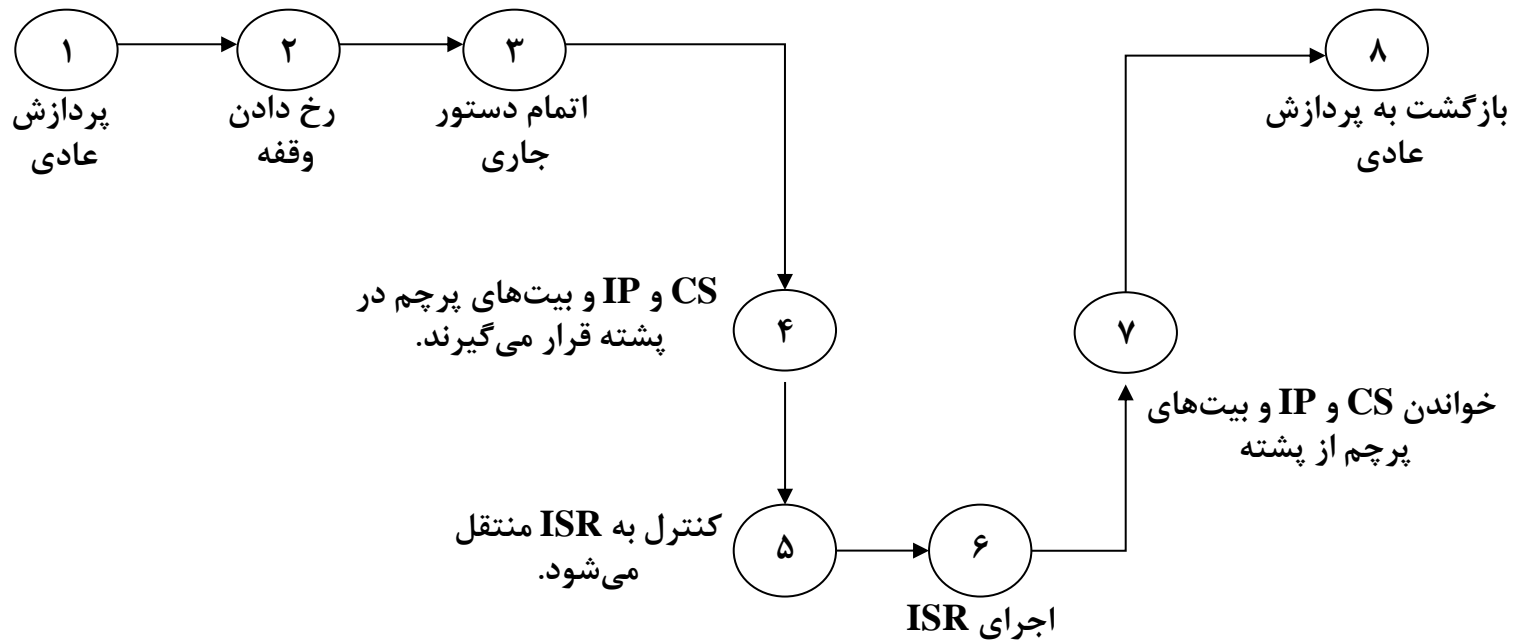 ۱
پردازش
عادی
۲
رخ دادن
وقفه
۳
اتمام دستور
جاری
۴
CS و IP و بیت‌های پرچم در
پشته قرار می‌گیرند.
۵
کنترل به ISR منتقل
می‌شود.
۶
اجرای ISR
۷
خواندن CS و IP و بیت‌های
پرچم از پشته
۸
بازگشت به پردازش
عادی